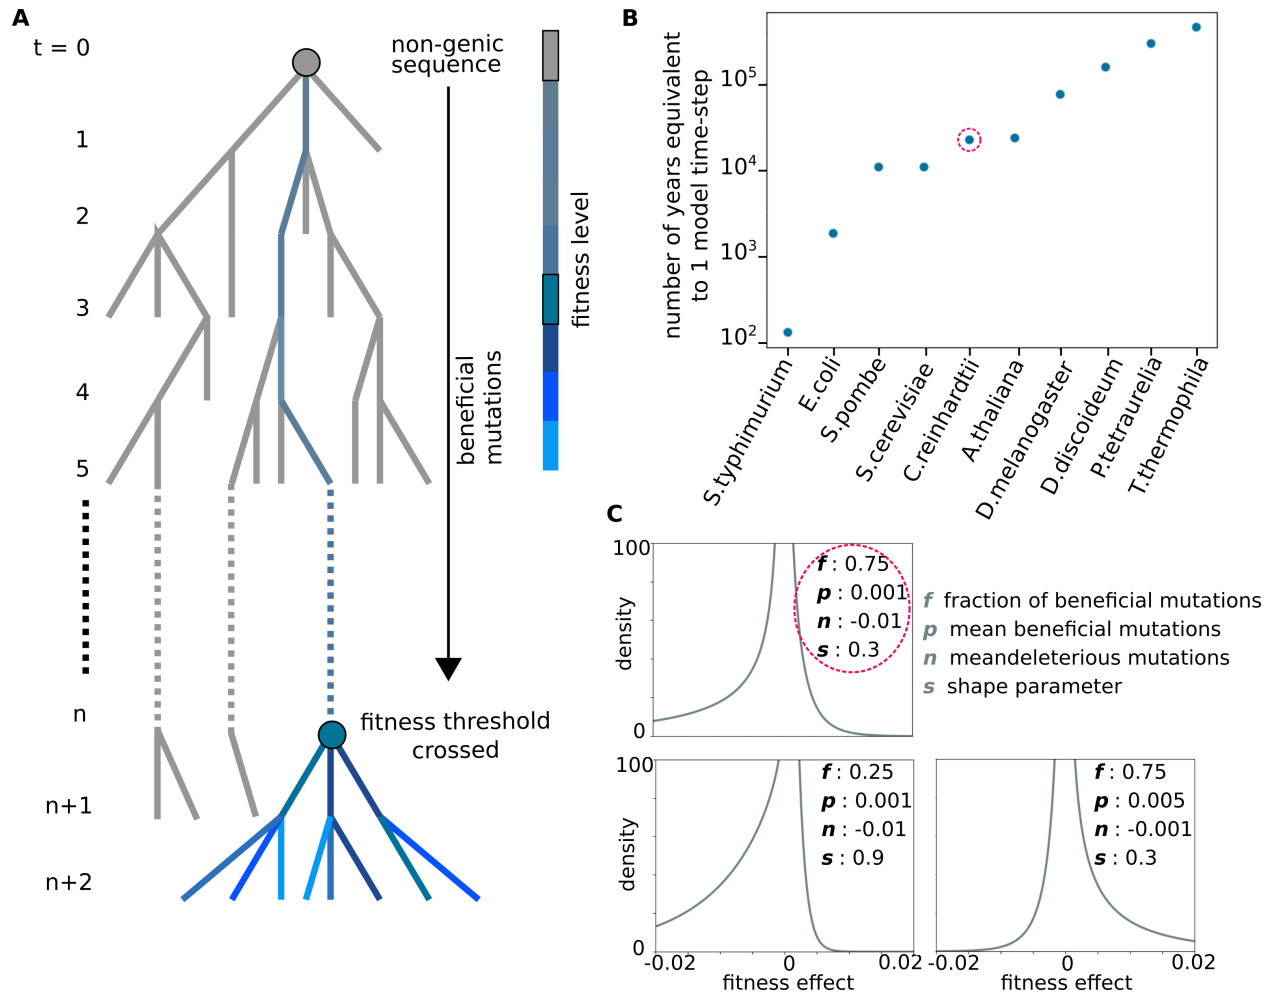 A
t = 0
1
2
3
4
5
n
n+1
n+2
non-genic
sequence
beneficial
mutations
fitness level
fitness threshold
crossed
B
number of years equivalent
to 1 model time-step
10^5
10^4
10^3
10^2
S.typhimurium
E.coli
S.pombe
S.cerevisiae
C.reinhardtii
A.thaliana
D.melanogaster
D.discoideum
P.tetraurelia
T.thermophila
C
100
density
0
f : 0.75
p : 0.001
n : -0.01
s : 0.3
f fraction of beneficial mutations
p mean beneficial mutations
n meandeleterious mutations
s shape parameter
100
density
0
f : 0.25
p : 0.001
n : -0.01
s : 0.9
-0.02 0 0.02
fitness effect
f : 0.75
p : 0.005
n : -0.001
s : 0.3
-0.02 0 0.02
fitness effect